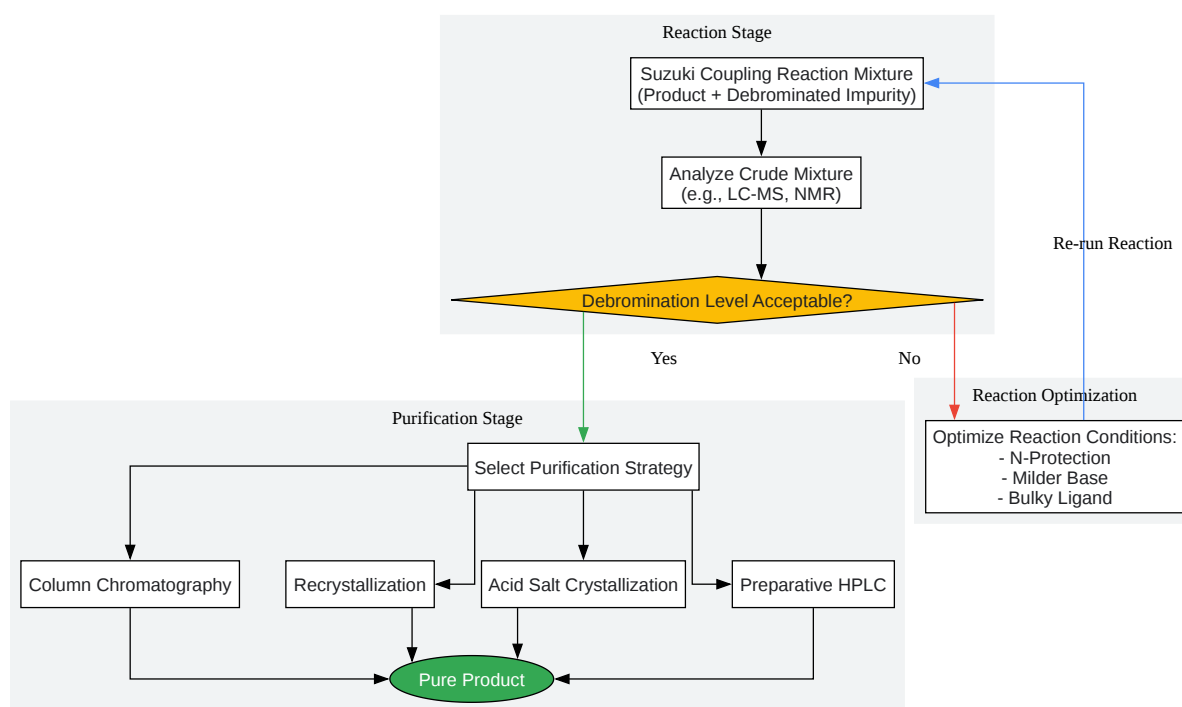 Reaction Stage
Suzuki Coupling Reaction Mixture
(Product + Debrominated Impurity)
Analyze Crude Mixture
(e.g., LC-MS, NMR)
Re-run Reaction
Debromination Level Acceptable?
Yes
No
Reaction Optimization
Optimize Reaction Conditions:
- N-Protection
- Milder Base
- Bulky Ligand
Purification Stage
Select Purification Strategy
Column Chromatography
Recrystallization
Acid Salt Crystallization
Preparative HPLC
Pure Product